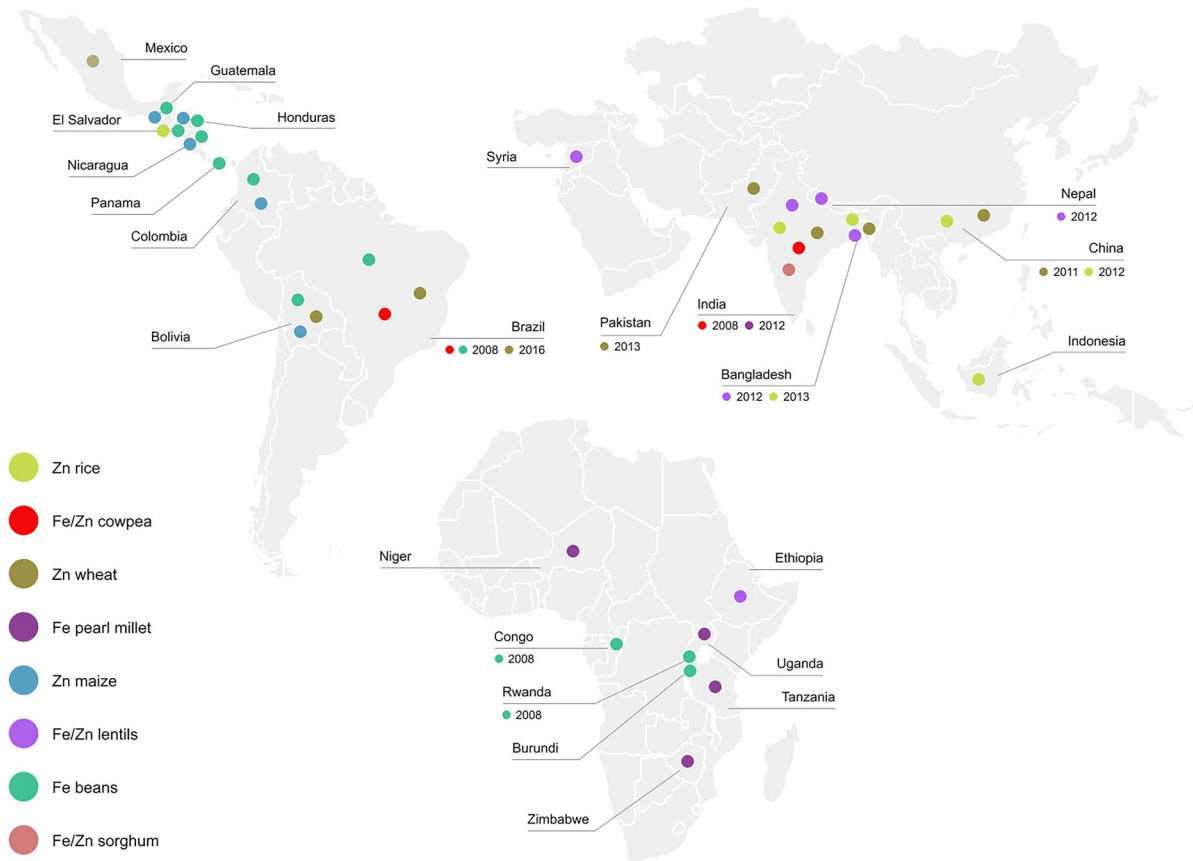 Mexico
Guatemala
El Salvador
Honduras
Nicaragua
Panama
Colombia
Bolivia
Brazil
2008 2016
Syria
Nepal
2012
China
2011 2012
India
2008 2012
Pakistan
2013
Bangladesh
2012 2013
Indonesia
Zn rice
Fe/Zn cowpea
Zn wheat
Fe pearl millet
Zn maize
Fe/Zn lentils
Fe beans
Fe/Zn sorghum
Niger
Ethiopia
Congo
2008
Uganda
Rwanda
2008
Tanzania
Burundi
Zimbabwe